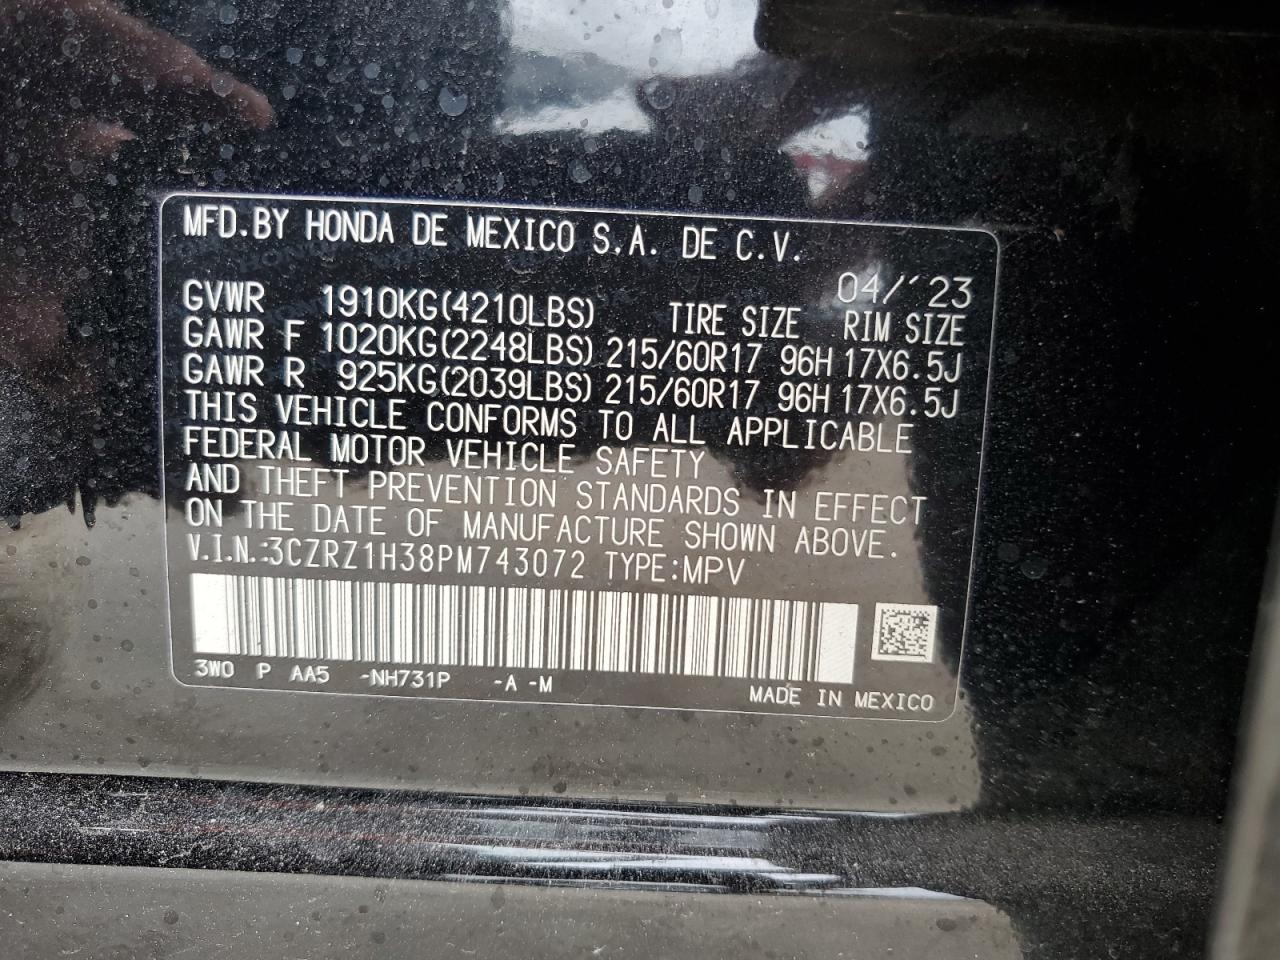 MFD.BY HONDA DE MEXICO S.A. DE C.V.
04/'23
GVWR 1910KG(4210LBS) TIRE SIZE RIM SIZE
GAWR F 1020KG(2248LBS) 215/60R17 96H 17X6.5J
GAWR R 925KG(2039LBS) 215/60R17 96H 17X6.5J
THIS VEHICLE CONFORMS TO ALL APPLICABLE
FEDERAL MOTOR VEHICLE SAFETY
AND THEFT PREVENTION STANDARDS IN EFFECT
ON THE DATE OF MANUFACTURE SHOWN ABOVE.
V.I.N.:3CZRZ1H38PM743072 TYPE:MPV
3W0 P AA5 -NH731P -A -M
MADE IN MEXICO